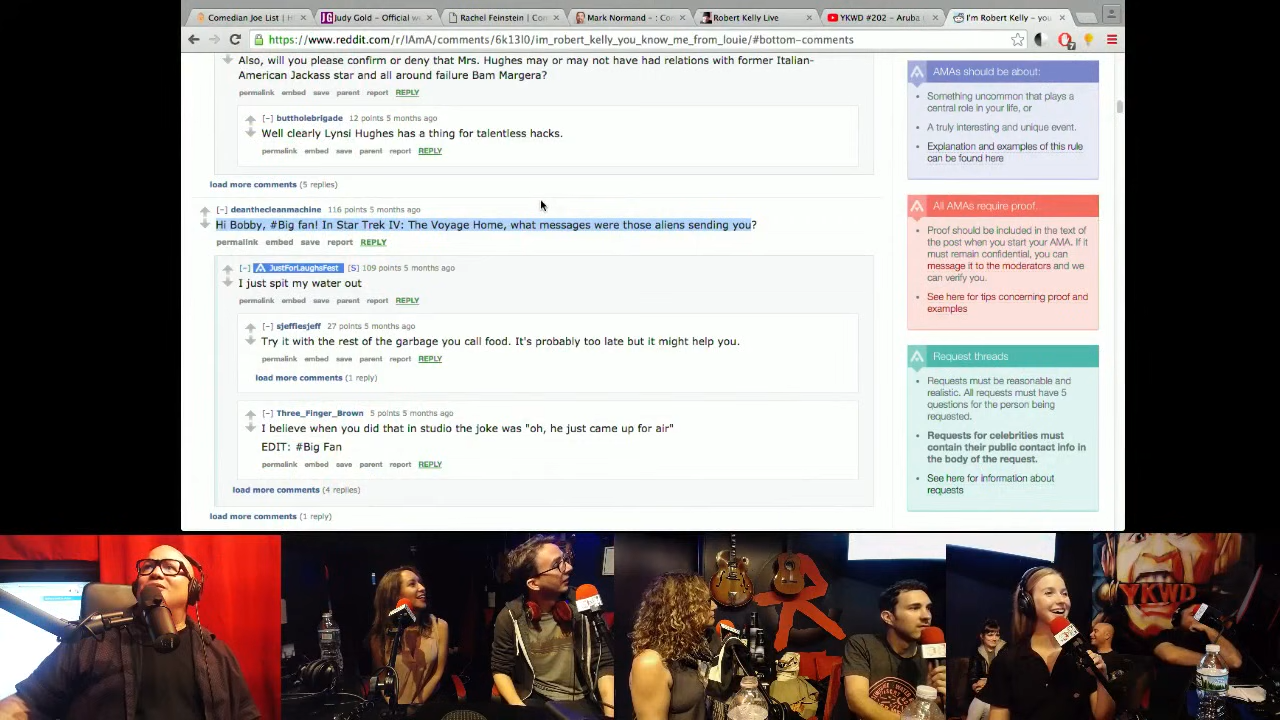 Comedian Joe List | H
Judy Gold – Official w
Rachel Feinstein | Com
Mark Normand – : Co
Robert Kelly Live
YKWD #202 – Aruba (
I'm Robert Kelly – you
https://www.reddit.com/r/IAmA/comments/6k13l0/im_robert_kelly_you_know_me_from_louie/#bottom-comments
Also, will you please confirm or deny that Mrs. Hughes may or may not have had relations with former Italian-
American Jackass star and all around failure Bam Margera?
permalink embed save parent report REPLY
[–] buttholebrigade 12 points 5 months ago
Well clearly Lynsi Hughes has a thing for talentless hacks.
permalink embed save parent report REPLY
load more comments (5 replies)
[–] deanthecleanmachine 116 points 5 months ago
Hi Bobby, #Big fan! In Star Trek IV: The Voyage Home, what messages were those aliens sending you?
permalink embed save report REPLY
[–] JustForLaughsFest [S] 109 points 5 months ago
I just spit my water out
permalink embed save parent report REPLY
[–] sjeffiesjeff 27 points 5 months ago
Try it with the rest of the garbage you call food. It's probably too late but it might help you.
permalink embed save parent report REPLY
load more comments (1 reply)
[–] Three_Finger_Brown 5 points 5 months ago
I believe when you did that in studio the joke was "oh, he just came up for air"
EDIT: #Big Fan
permalink embed save parent report REPLY
load more comments (4 replies)
load more comments (1 reply)
AMAs should be about:
Something uncommon that plays a
central role in your life, or
A truly interesting and unique event.
Explanation and examples of this rule
can be found here
All AMAs require proof.
Proof should be included in the text of
the post when you start your AMA. If it
must remain confidential, you can
message it to the moderators and we
can verify you.
See here for tips concerning proof and
examples
Request threads
Requests must be reasonable and
realistic. All requests must have 5
questions for the person being
requested.
Requests for celebrities must
contain their public contact info in
the body of the request.
See here for information about
requests
YKWD